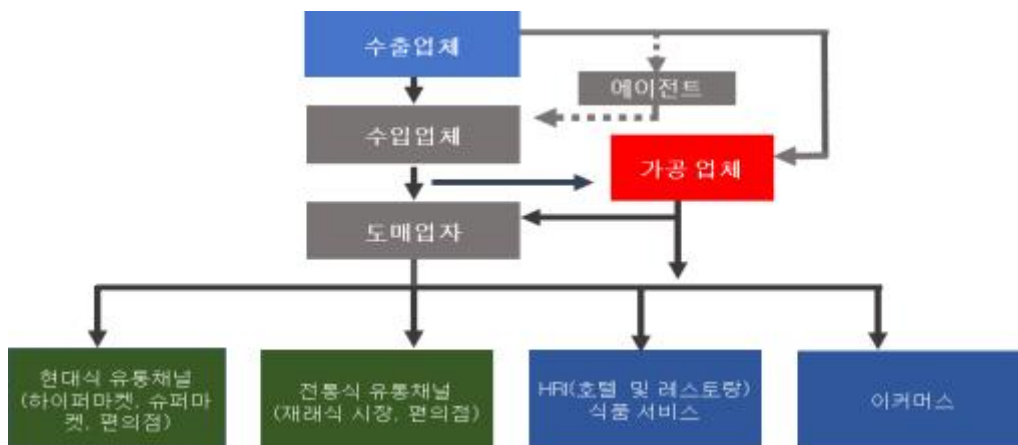 수출업체
에이전트
수입업체
가공 업체
도매업자
현대식 유통채널
(하이퍼마켓, 슈퍼마
켓, 편의점)
전통식 유통채널
(재래식 시장, 편의점)
HRI(호텔 및 레스토랑)
식품 서비스
이커머스